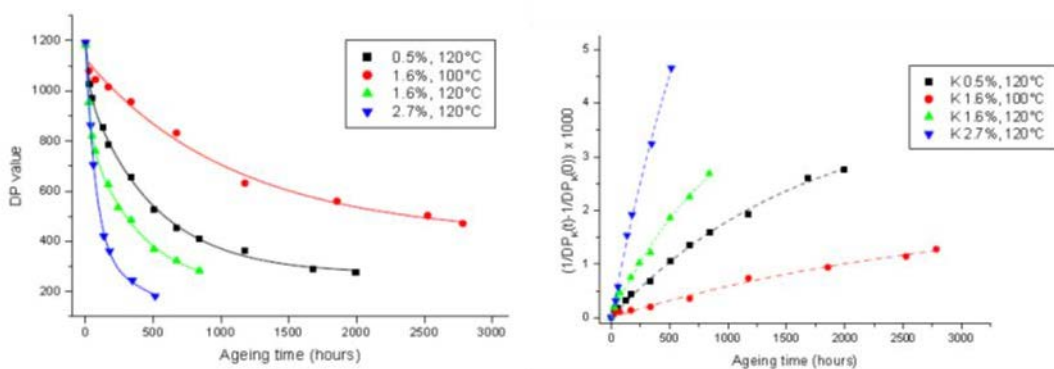 1200
1000
800
600
400
200
DP value
0 500 1000 1500 2000 2500 3000
Ageing time (hours)
0.5%, 120°C
1.6%, 100°C
1.6%, 120°C
2.7%, 120°C
5
4
3
2
1
0
(1/DP_K(t)-1/DP_K(0)) x 1000
0 500 1000 1500 2000 2500 3000
Ageing time (hours)
K 0.5%, 120°C
K 1.6%, 100°C
K 1.6%, 120°C
K 2.7%, 120°C